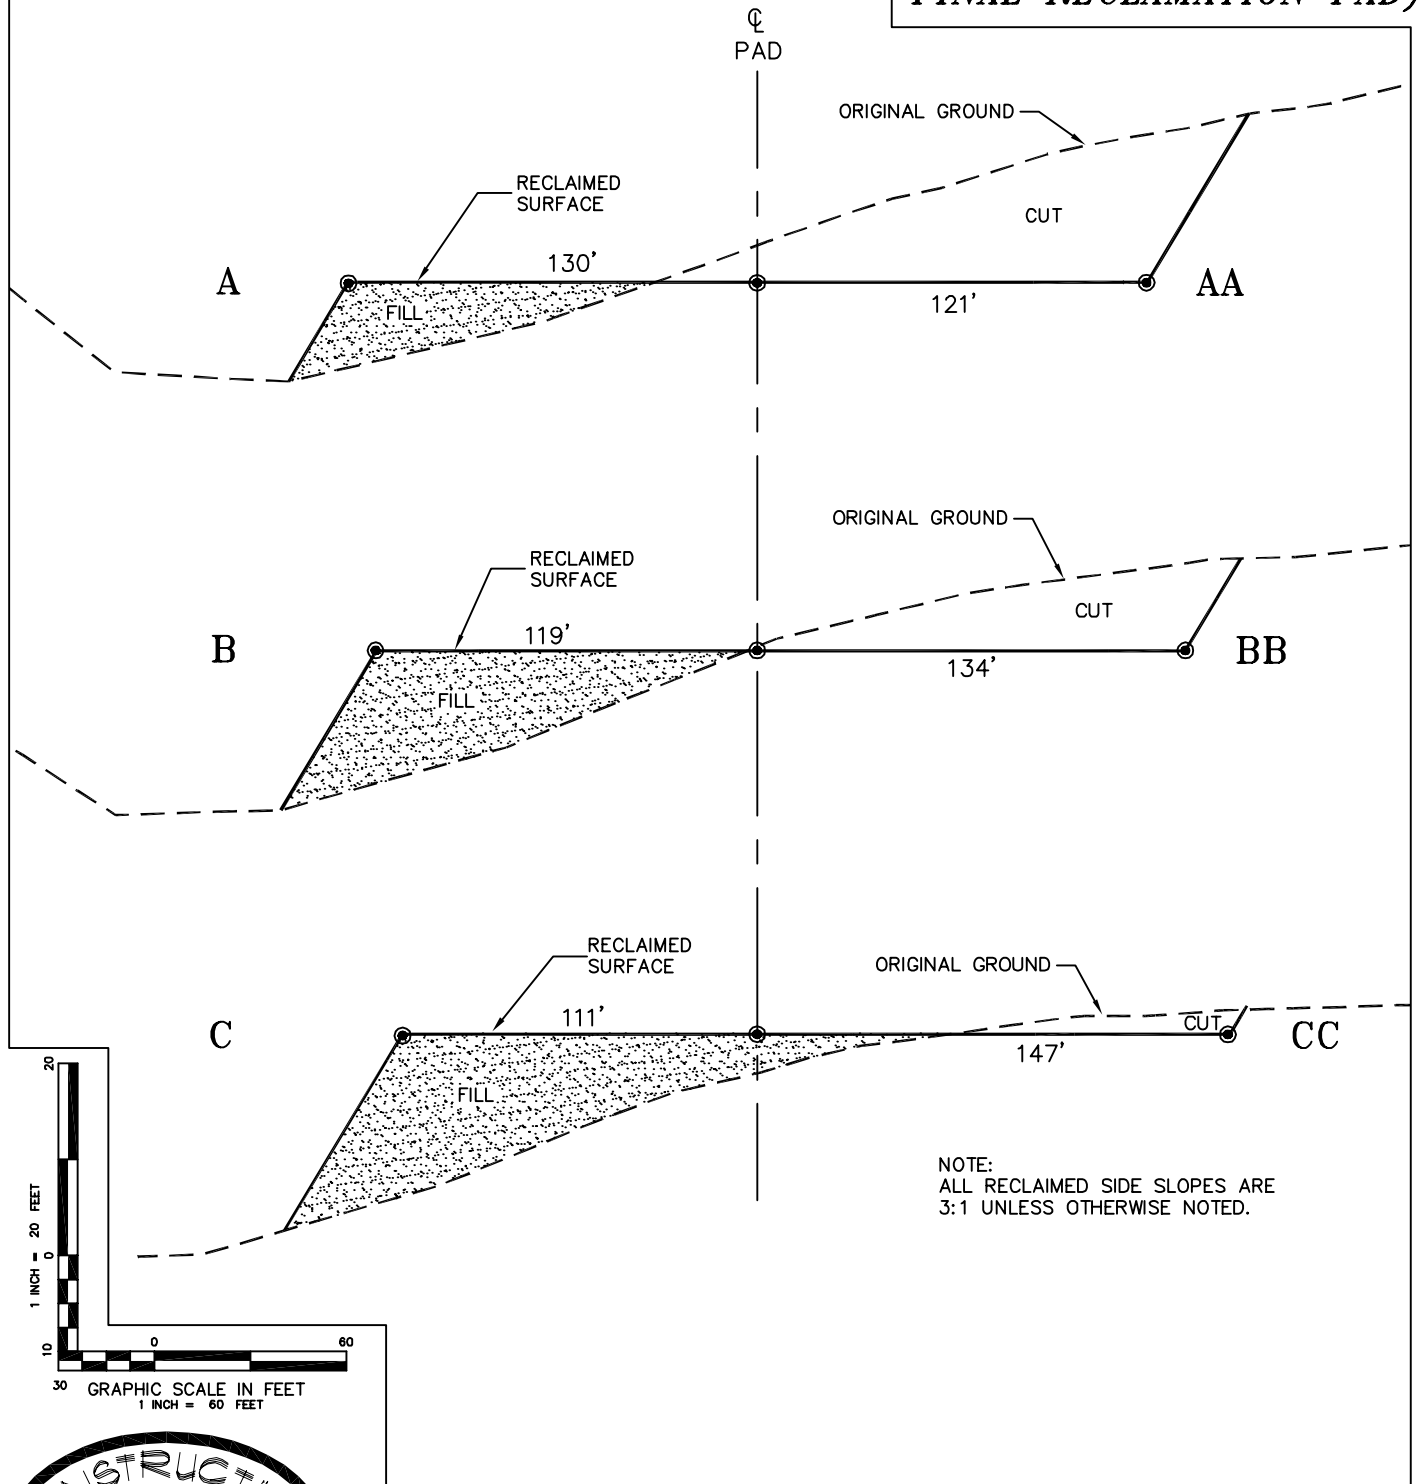 FINAL RECLAMATION PAD)
℄
PAD
ORIGINAL GROUND
RECLAIMED
SURFACE
CUT
130'
A
AA
121'
FILL
ORIGINAL GROUND
RECLAIMED
SURFACE
CUT
119'
B
BB
134'
FILL
RECLAIMED
SURFACE
ORIGINAL GROUND
111'
CUT
C
CC
147'
FILL
20
1 INCH = 20 FEET
0
10
NOTE:
ALL RECLAIMED SIDE SLOPES ARE
3:1 UNLESS OTHERWISE NOTED.
0 60
30 GRAPHIC SCALE IN FEET
1 INCH = 60 FEET